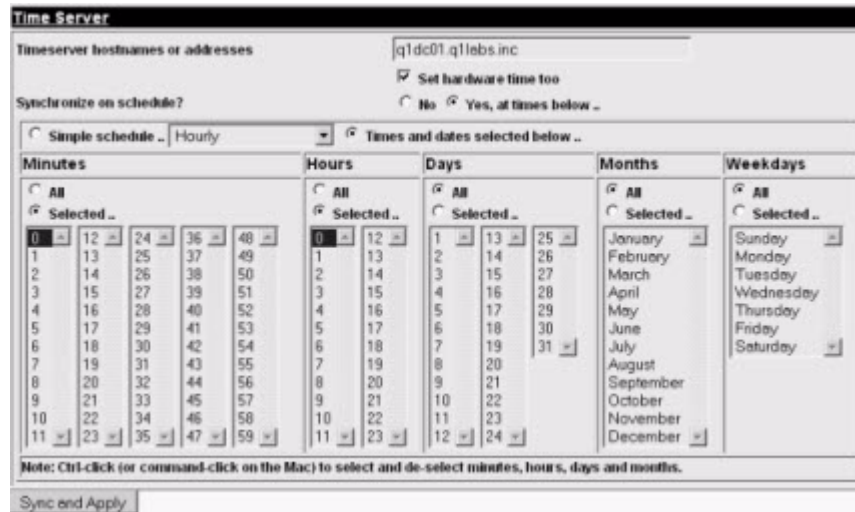 Time Server
Timeserver hostnames or addresses q1dc01.q1labs.inc
Set hardware time too
Synchronize on schedule? No Yes, at times below ..
Simple schedule .. Hourly Times and dates selected below ..
Minutes Hours Days Months Weekdays
All All All All All
Selected .. Selected .. Selected .. Selected .. Selected ..
0 12 24 36 48 0 12 1 13 25 January Sunday
1 13 25 37 49 1 13 2 14 26 February Monday
2 14 26 38 50 2 14 3 15 27 March Tuesday
3 15 27 39 51 3 15 4 16 28 April Wednesday
4 16 28 40 52 4 16 5 17 29 May Thursday
5 17 29 41 53 5 17 6 18 30 June Friday
6 18 30 42 54 6 18 7 19 31 July Saturday
7 19 31 43 55 7 19 8 20 August
8 20 32 44 56 8 20 9 21 September
9 21 33 45 57 9 21 10 22 October
10 22 34 46 58 10 22 11 23 November
11 23 35 47 59 11 23 12 24 December
Note: Ctrl-click (or command-click on the Mac) to select and de-select minutes, hours, days and months.
Sync and Apply